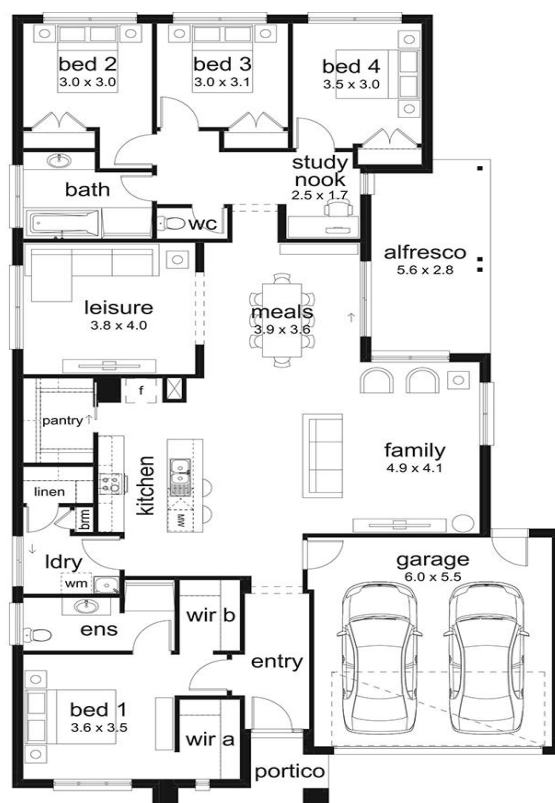 bed 2
3.0 x 3.0
bed 3
3.0 x 3.1
bed 4
3.5 x 3.0
study
nook
2.5 x 1.7
bath
wc
alfresco
5.6 x 2.8
leisure
3.8 x 4.0
meals
3.9 x 3.6
f
pantry
kitchen
family
4.9 x 4.1
linen
brm
MW
ldry
wm
garage
6.0 x 5.5
ens
wir b
entry
bed 1
3.6 x 3.5
wir a
portico